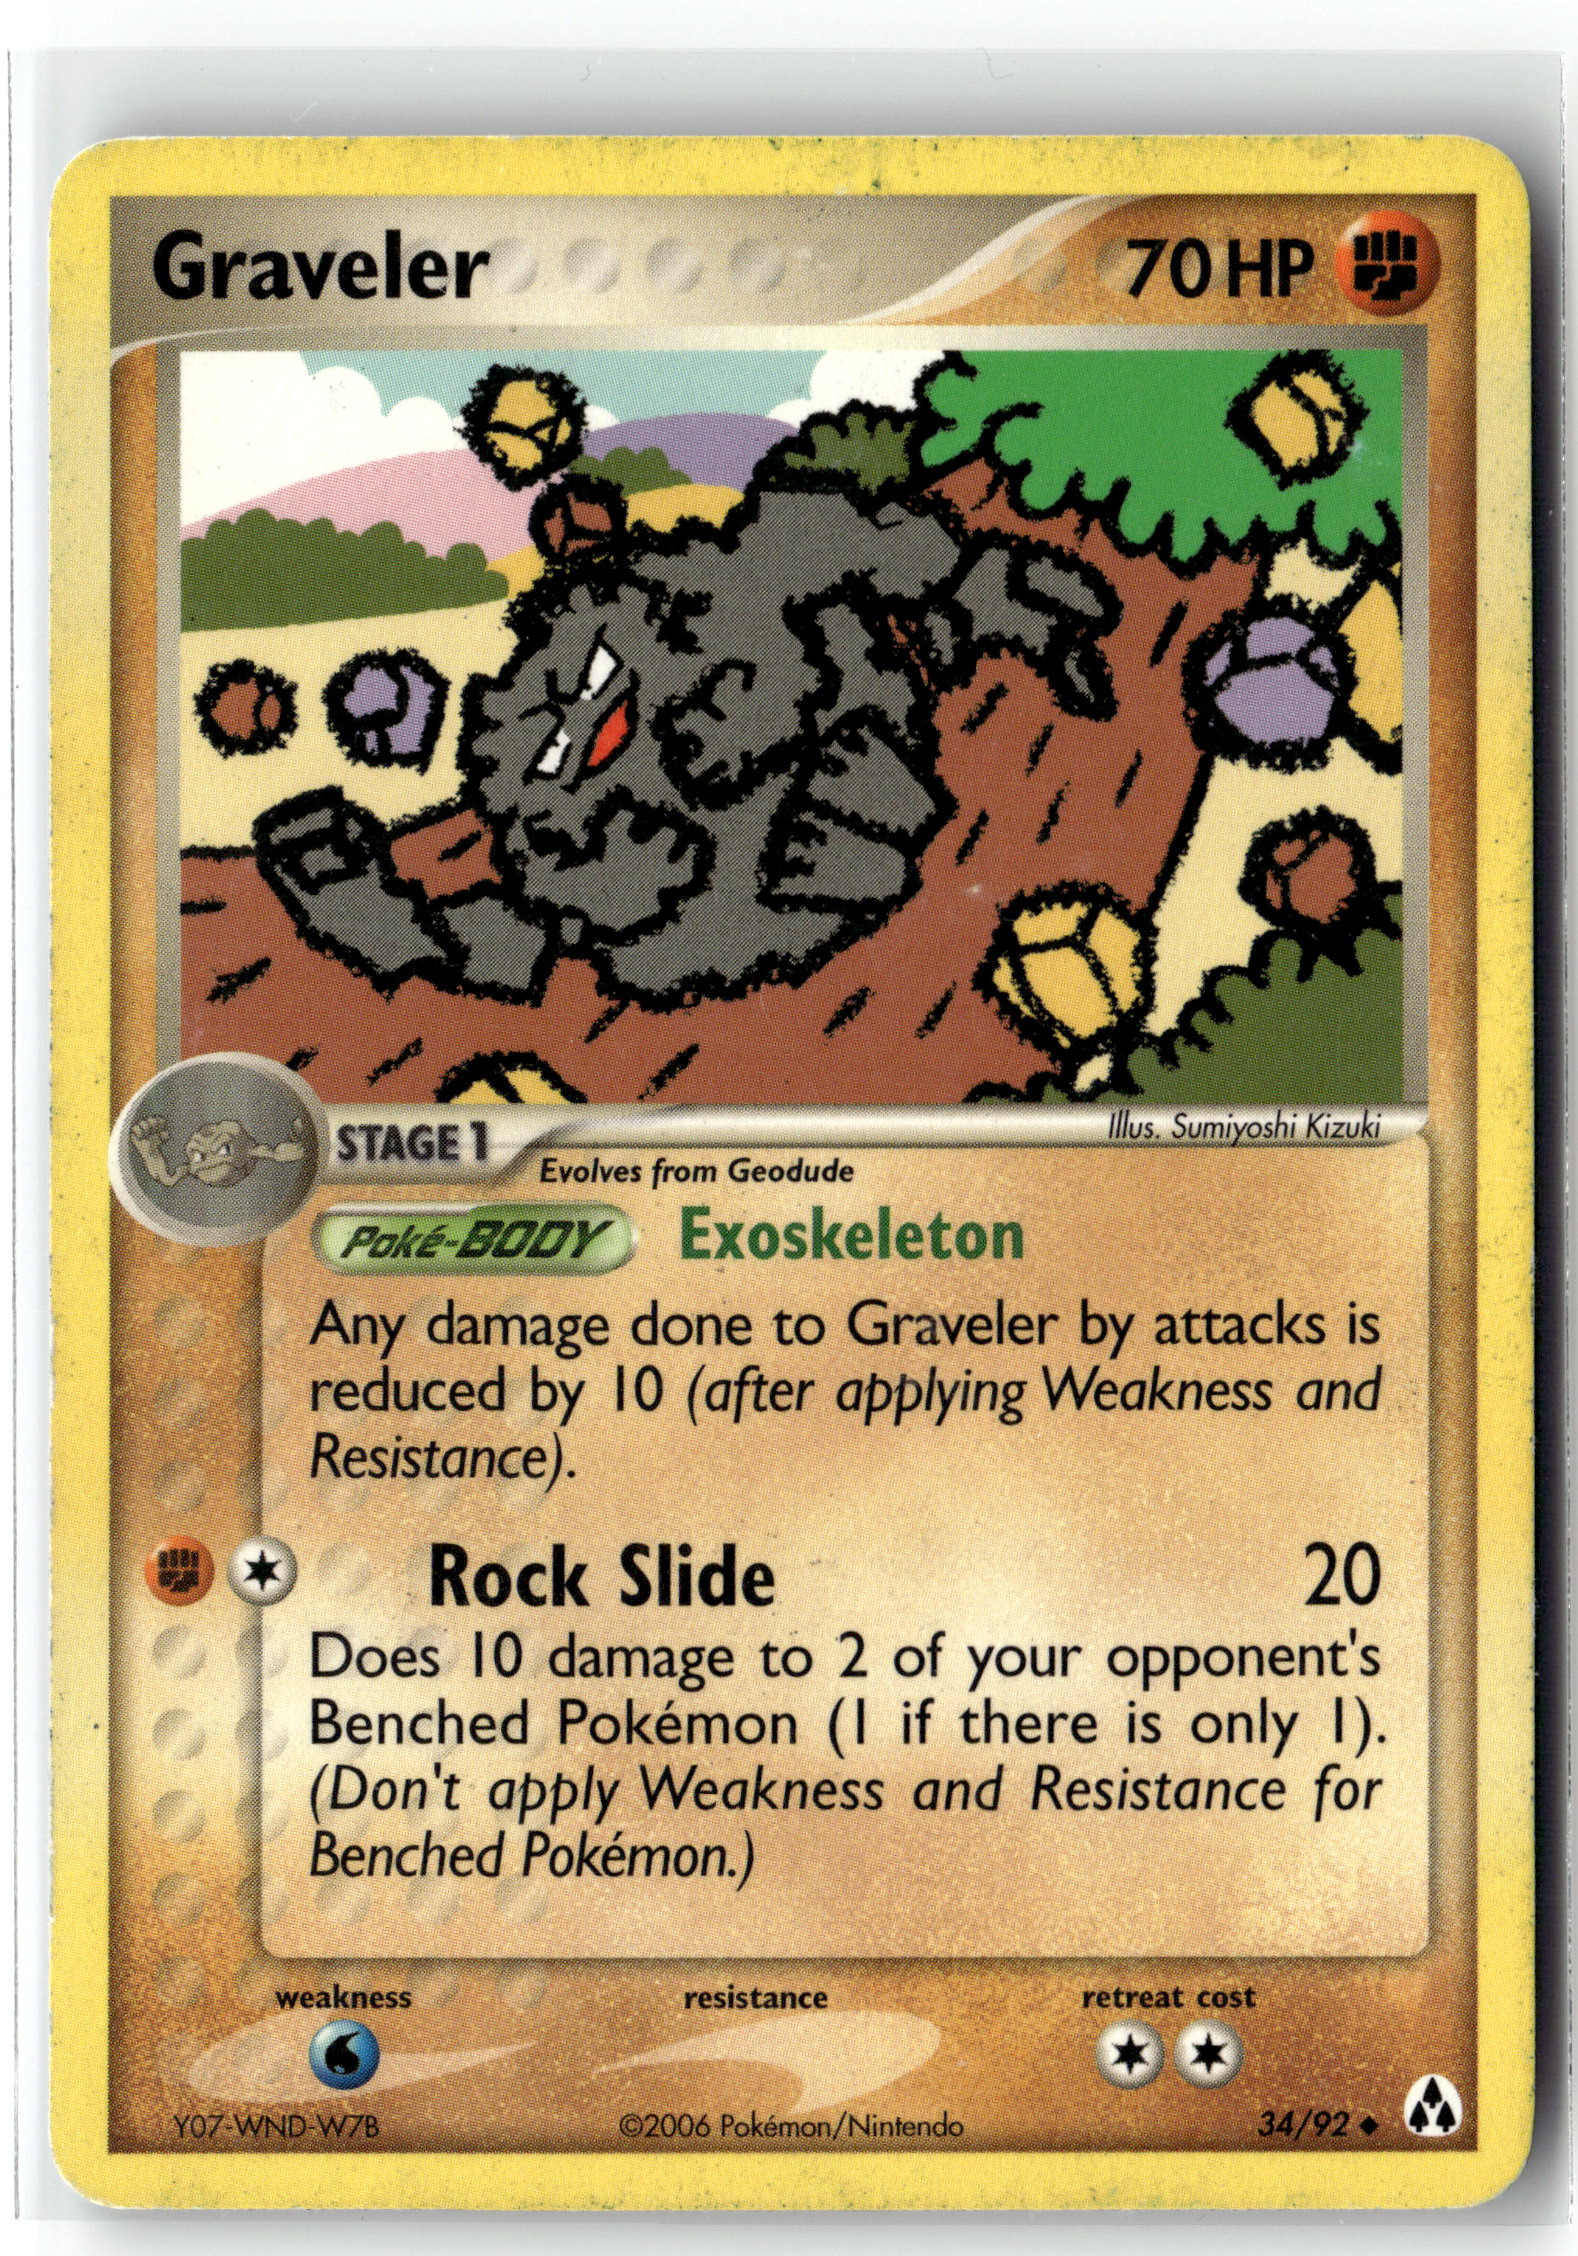 Graveler
70 HP
Illus. Sumiyoshi Kizuki
STAGE 1
Evolves from Geodude
Poké-BODY Exoskeleton
Any damage done to Graveler by attacks is
reduced by 10 (after applying Weakness and
Resistance).
Rock Slide 20
Does 10 damage to 2 of your opponent's
Benched Pokémon (1 if there is only 1).
(Don't apply Weakness and Resistance for
Benched Pokémon.)
weakness resistance retreat cost
Y07-WND-W7B ©2006 Pokémon/Nintendo 34/92